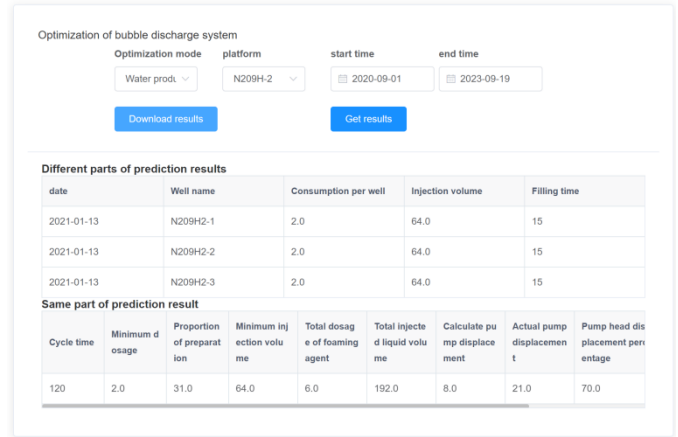 Optimization of bubble discharge system
Optimization mode platform start time end time
Water produ N209H-2 2020-09-01 2023-09-19
Download results Get results
Different parts of prediction results
date Well name Consumption per well Injection volume Filling time
2021-01-13 N209H2-1 2.0 64.0 15
2021-01-13 N209H2-2 2.0 64.0 15
2021-01-13 N209H2-3 2.0 64.0 15
Same part of prediction result
Cycle time Minimum d Proportion Minimum inj Total dosag Total injecte Calculate pu Actual pump Pump head dis
osage of preparat ection volu e of foaming d liquid volu mp displace displacemen placement perc
ion me agent me ment t entage
120 2.0 31.0 64.0 6.0 192.0 8.0 21.0 70.0